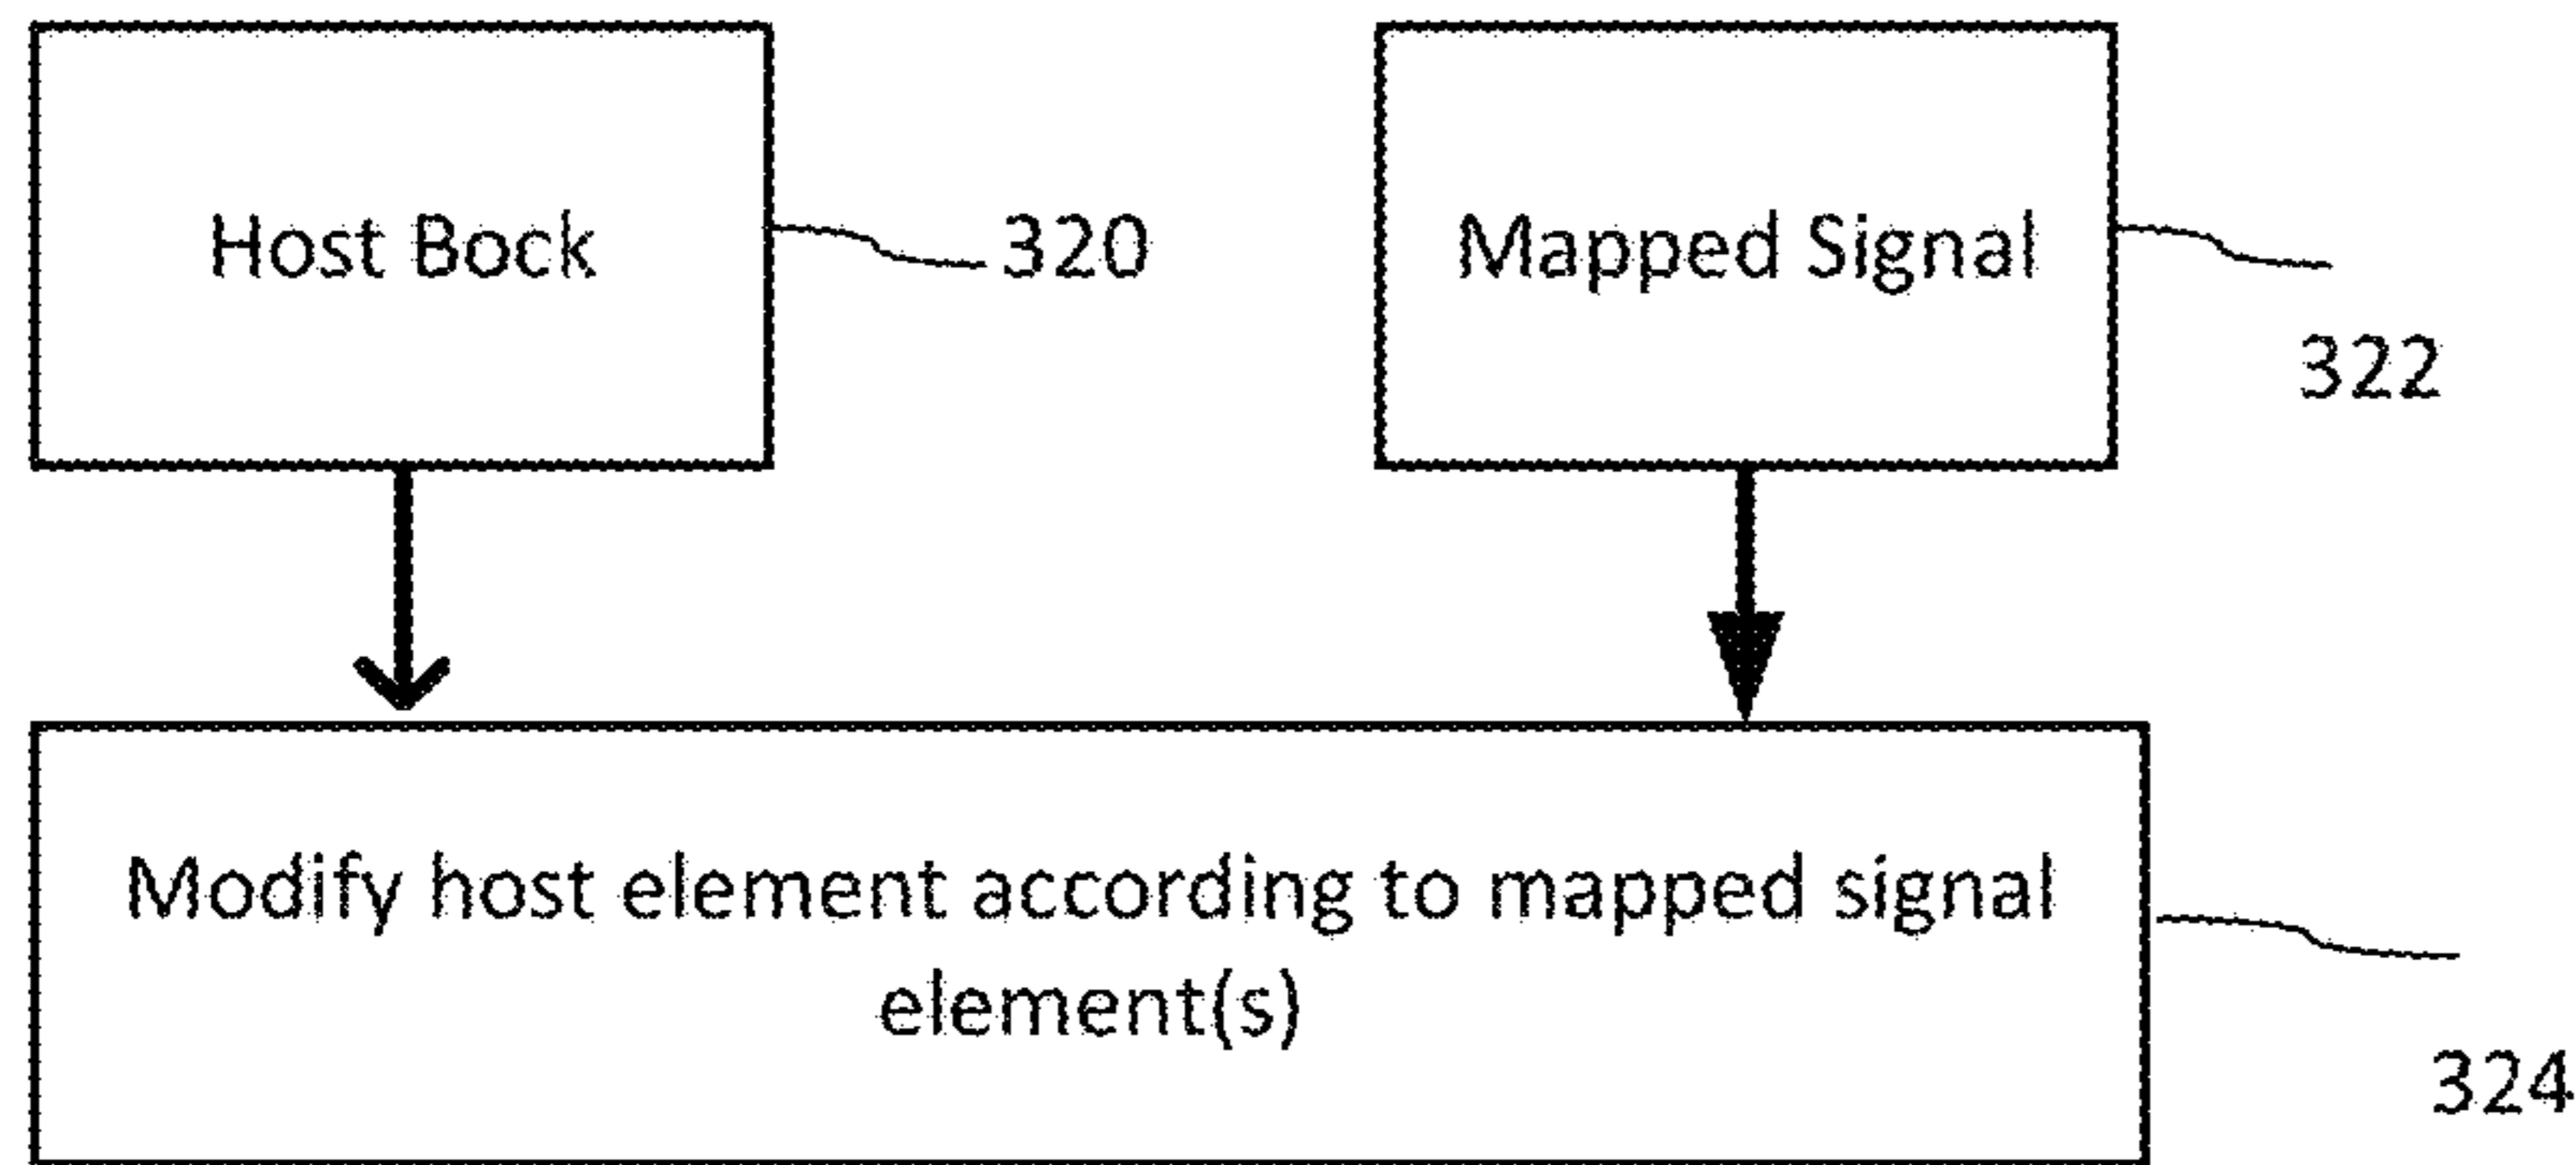 Host Bock
320
Mapped Signal
322
Modify host element according to mapped signal
element(s)
324